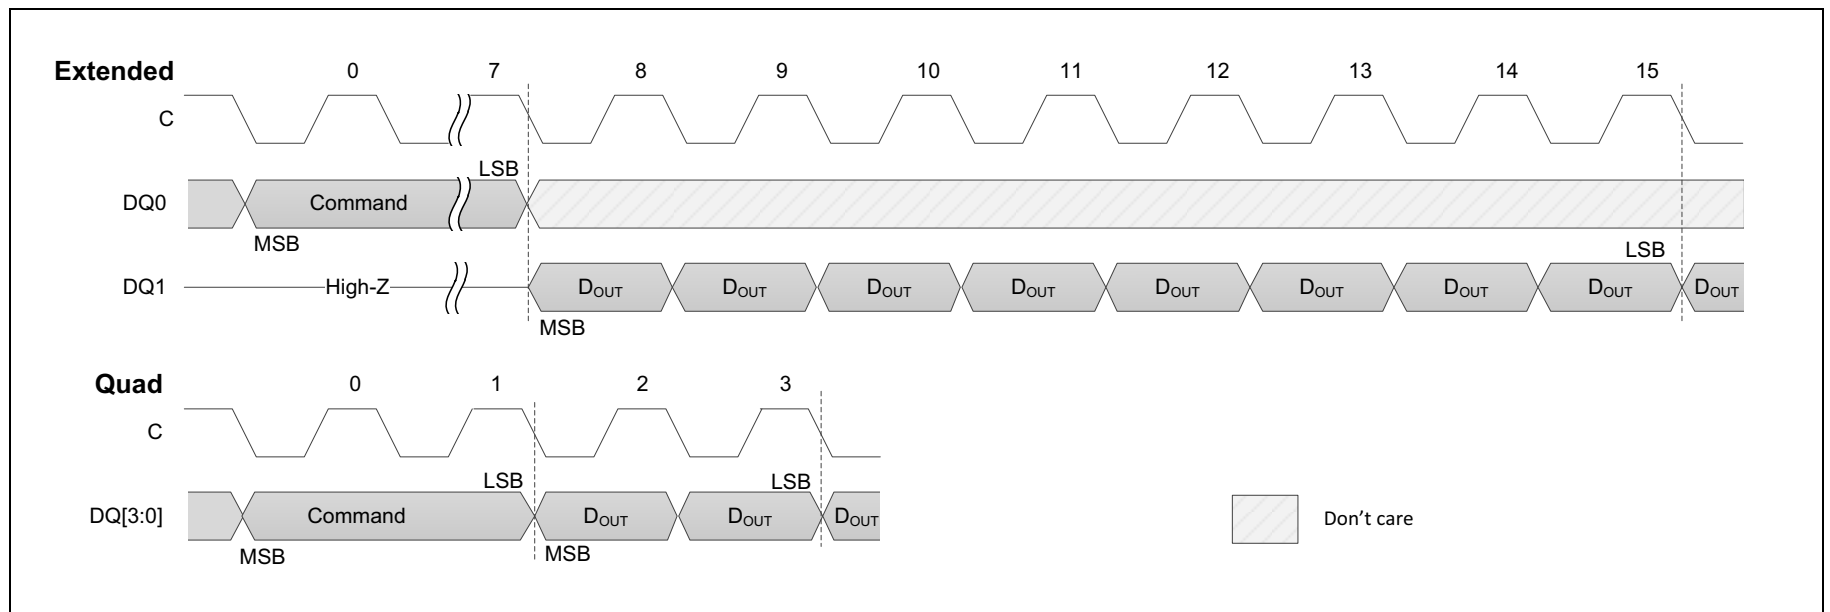 Extended 0 7 8 9 10 11 12 13 14 15
C
LSB
DQ0 Command
MSB
LSB
DQ1 High-Z DOUT DOUT DOUT DOUT DOUT DOUT DOUT DOUT DOUT
MSB
Quad 0 1 2 3
C
LSB LSB
DQ[3:0] Command DOUT DOUT DOUT
MSB MSB
Don't care